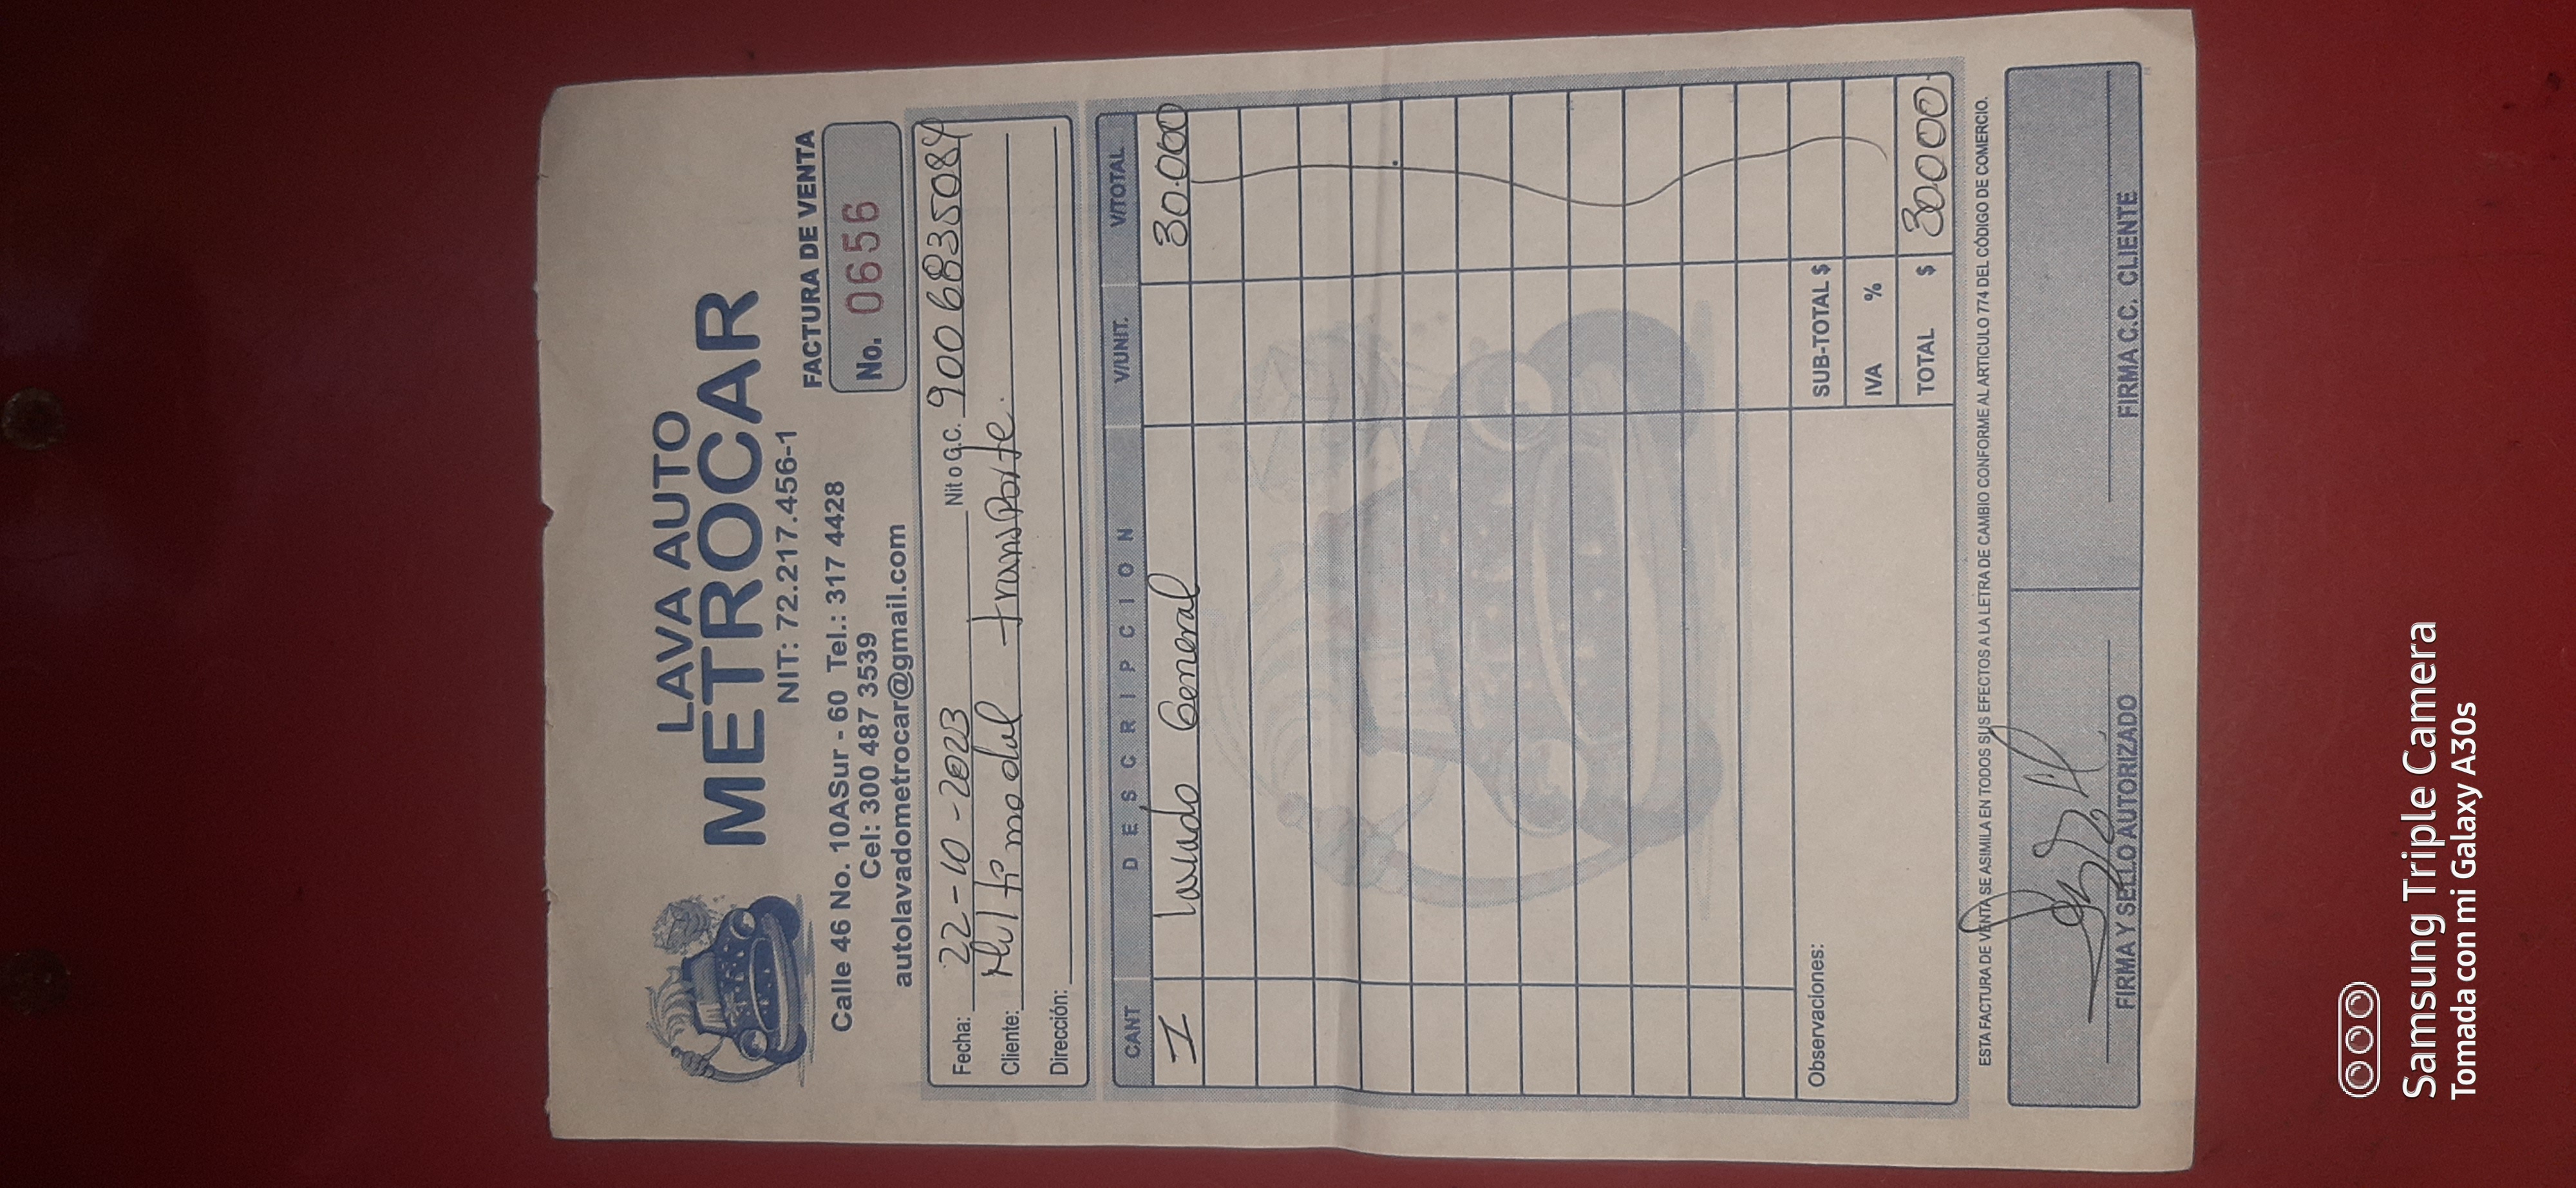 LAVA AUTO
METROCAR
NIT: 72.217.456-1
Calle 46 No. 10ASur - 60 Tel.: 317 4428
Cel: 300 487 3539
autolavadometrocar@gmail.com
FACTURA DE VENTA
No. 0656
Fecha: 22-10-2023 Nit o C.C. 9006835084
Cliente: Multimodal transporte.
Dirección:
CANT DESCRIPCION V/UNIT. V/TOTAL
1 lavado General 30.000
Observaciones:
SUB-TOTAL $
IVA %
TOTAL $ 30000
ESTA FACTURA DE VENTA SE ASIMILA EN TODOS SUS EFECTOS A LA LETRA DE CAMBIO CONFORME AL ARTICULO 774 DEL CÓDIGO DE COMERCIO.
FIRMA Y SELLO AUTORIZADO FIRMA C.C. CLIENTE
Samsung Triple Camera
Tomada con mi Galaxy A30s